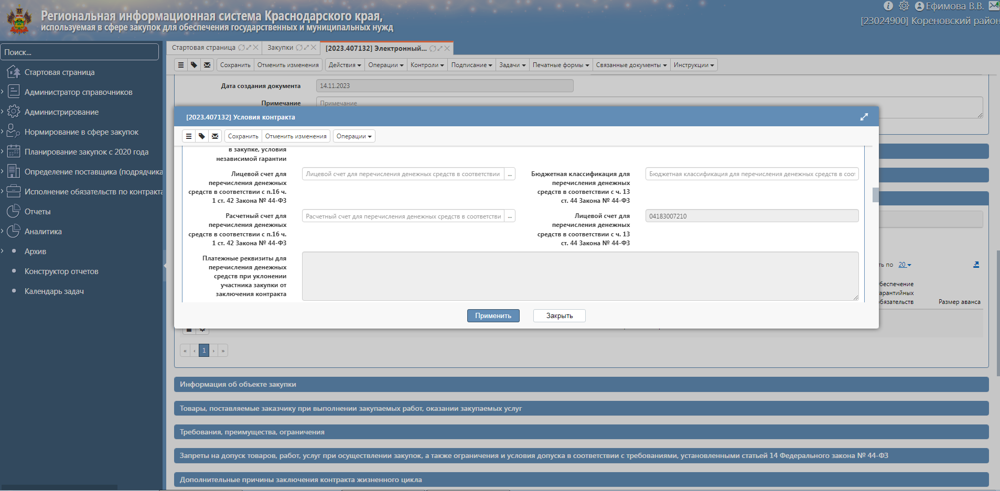 Региональная информационная система Краснодарского края,
используемая в сфере закупок для обеспечения государственных и муниципальных нужд
Ефимова В.В.
[23024900] Кореновский район
Поиск...
Стартовая страница
Администратор справочников
Администрирование
Нормирование в сфере закупок
Планирование закупок с 2020 года
Определение поставщика (подрядчика
Исполнение обязательств по контракта
Отчеты
Аналитика
Архив
Конструктор отчетов
Календарь задач
Стартовая страница
Закупки
[2023.407132] Электронный...
Сохранить
Отменить изменения
Действия
Операции
Контроли
Подписание
Задачи
Печатные формы
Связанные документы
Инструкции
Дата создания документа
14.11.2023
Примечание
Примечание
[2023.407132] Условия контракта
Сохранить
Отменить изменения
Операции
в закупке, условия
независимой гарантии
Лицевой счет для
перечисления денежных
средств в соответствии с п.16 ч.
1 ст. 42 Закона № 44-ФЗ
Лицевой счет для перечисления денежных средств в соответствии
...
Бюджетная классификация для
перечисления денежных
средств в соответствии с ч. 13
ст. 44 Закона № 44-ФЗ
Бюджетная классификация для перечисления денежных средств в соот
Расчетный счет для
перечисления денежных
средств в соответствии с п.16 ч.
1 ст. 42 Закона № 44-ФЗ
Расчетный счет для перечисления денежных средств в соответстви
...
Лицевой счет для
перечисления денежных
средств в соответствии с ч. 13
ст. 44 Закона № 44-ФЗ
04183007210
Платежные реквизиты для
перечисления денежных
средств при уклонении
участника закупки от
заключения контракта
Применить
Закрыть
ть по 20
беспечение
арантийных
бязательств
Размер аванса
« ‹ 1 › »
Информация об объекте закупки
Товары, поставляемые заказчику при выполнении закупаемых работ, оказании закупаемых услуг
Требования, преимущества, ограничения
Запреты на допуск товаров, работ, услуг при осуществлении закупок, а также ограничения и условия допуска в соответствии с требованиями, установленными статьей 14 Федерального закона № 44-ФЗ
Дополнительные причины заключения контракта жизненного цикла